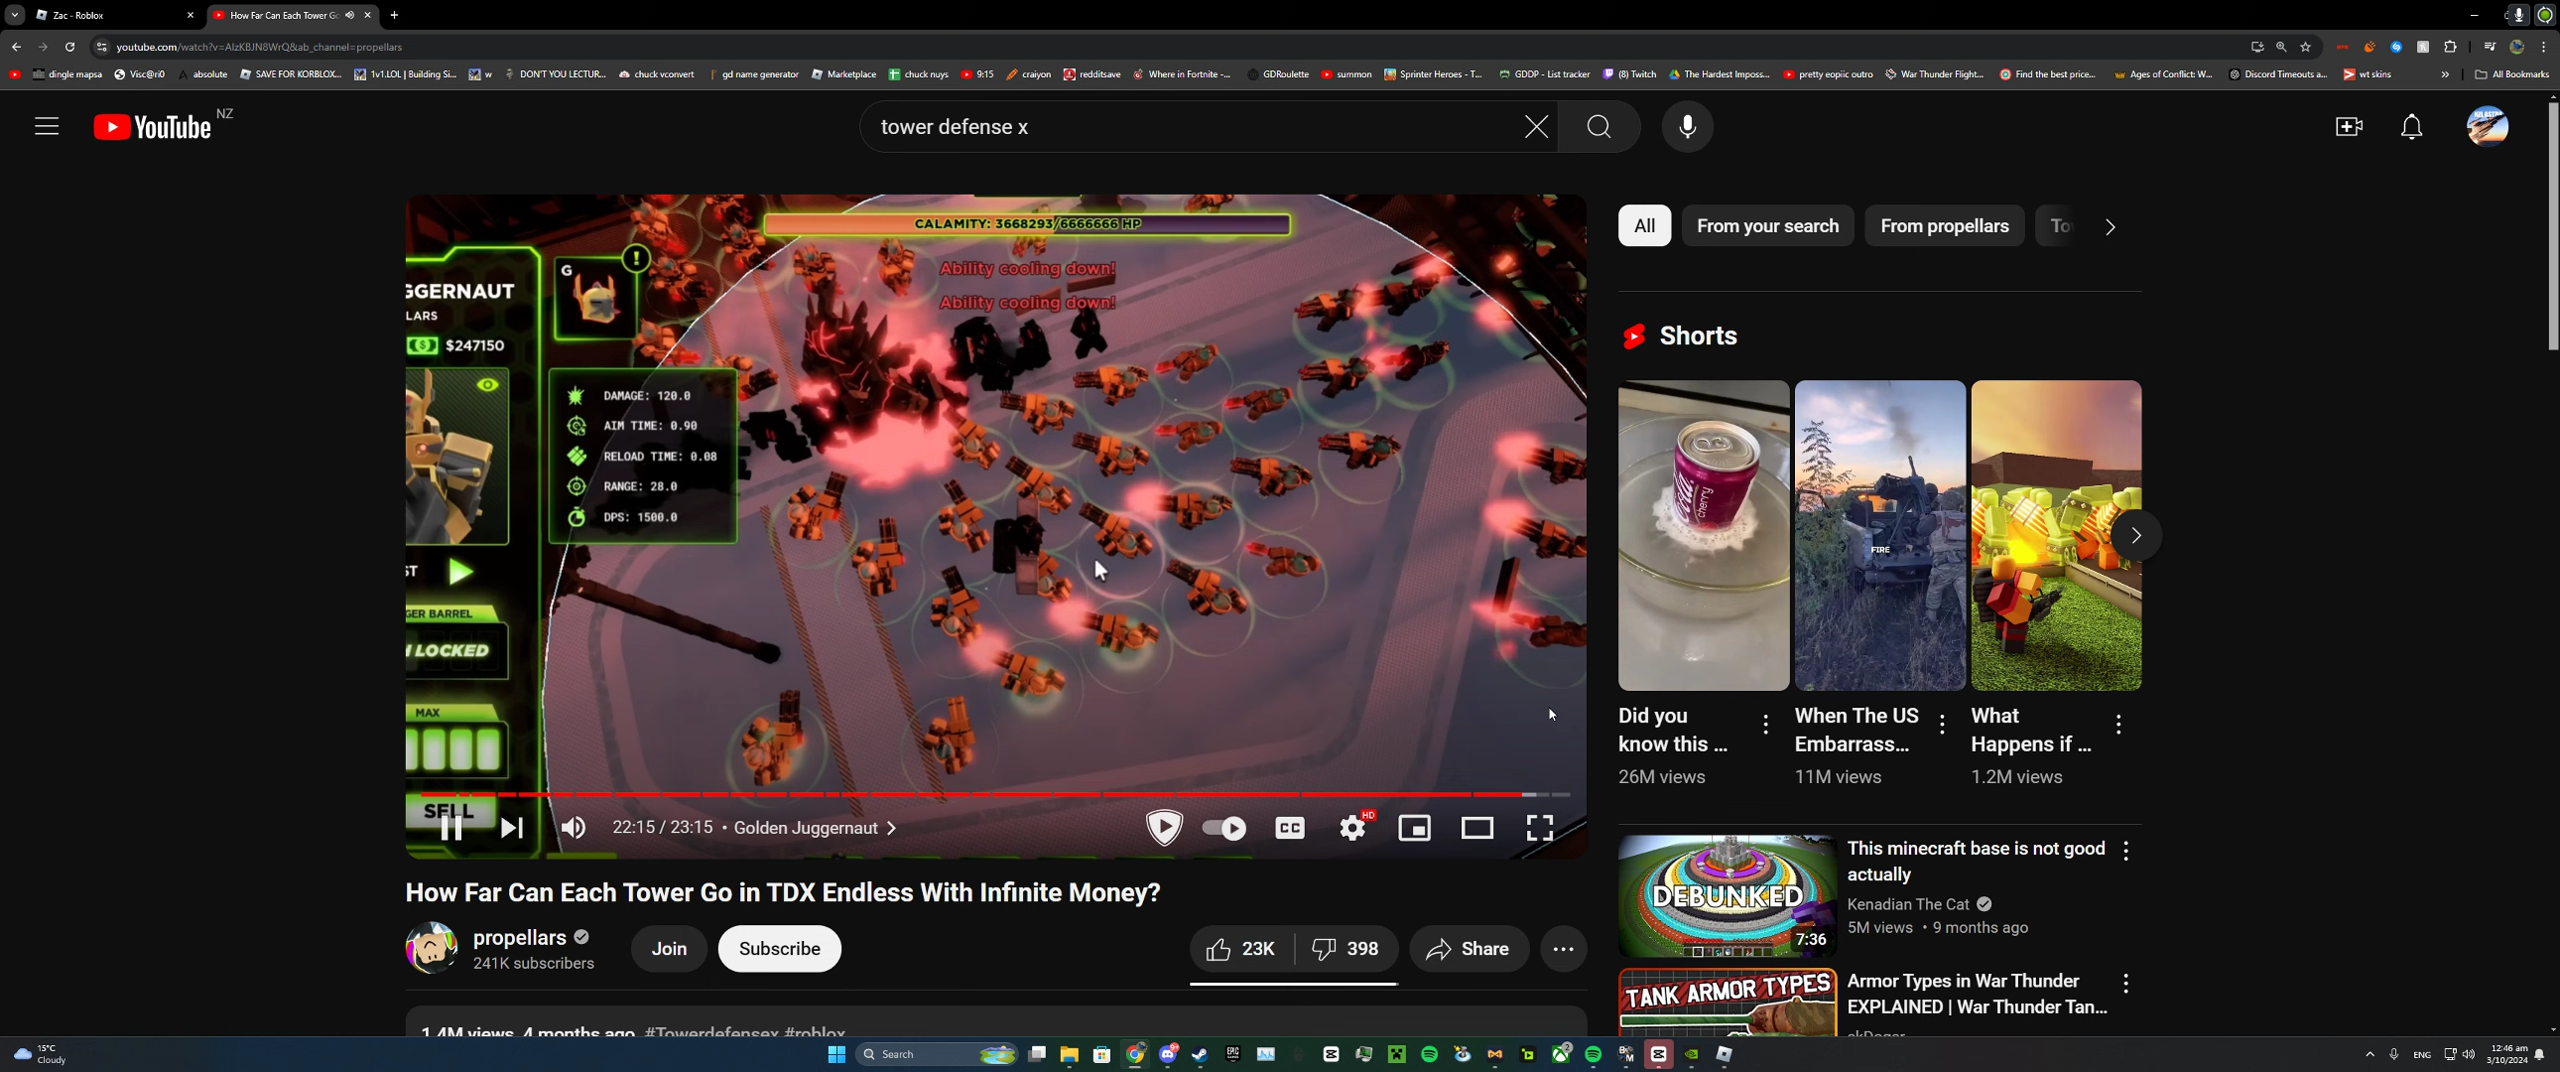 Zac - Roblox
How Far Can Each Tower Go
youtube.com/watch?v=AlzKBJN8WrQ&ab_channel=propellars
dingle mapsa
Visc@ri0
absolute
SAVE FOR KORBLOX...
1v1.LOL | Building Si...
w
DON'T YOU LECTUR...
chuck vconvert
gd name generator
Marketplace
chuck nuys
9:15
craiyon
redditsave
Where in Fortnite -...
GDRoulette
summon
Sprinter Heroes - T...
GDDP - List tracker
(8) Twitch
The Hardest Imposs...
pretty eopiic outro
War Thunder Flight...
Find the best price...
Ages of Conflict: W...
Discord Timeouts a...
wt skins
All Bookmarks
YouTube NZ
tower defense x
CALAMITY: 3668293/6666666 HP
Ability cooling down!
Ability cooling down!
GGERNAUT
LARS
$247150
G
!
DAMAGE: 120.0
AIM TIME: 0.90
RELOAD TIME: 0.08
RANGE: 28.0
DPS: 1500.0
ST
GER BARREL
LOCKED
MAX
SELL
22:15 / 23:15 • Golden Juggernaut
CC
HD
How Far Can Each Tower Go in TDX Endless With Infinite Money?
propellars
241K subscribers
Join
Subscribe
23K
398
Share
1.4M views 4 months ago #Towerdefensex #roblox
All
From your search
From propellars
To
Shorts
cherry
FIRE
Did you know this ...
26M views
When The US Embarrass...
11M views
What Happens if ...
1.2M views
DEBUNKED
7:36
This minecraft base is not good
actually
Kenadian The Cat
5M views • 9 months ago
TANK ARMOR TYPES
Armor Types in War Thunder
EXPLAINED | War Thunder Tan...
15°C
Cloudy
Search
EPIC
ENG
12:46 am
3/10/2024